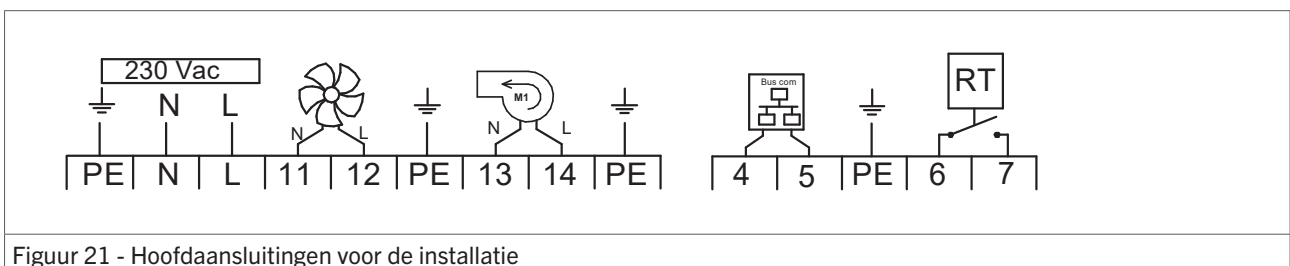 230 Vac
Bus com
RT
N L
M1
N L N L
PE N L 11 12 PE 13 14 PE 4 5 PE 6 7
Figuur 21 - Hoofdaansluitingen voor de installatie